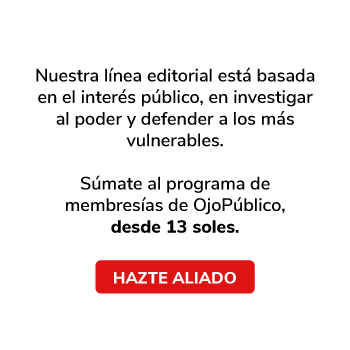 Nuestra línea editorial está basada
en el interés público, en investigar
al poder y defender a los más
vulnerables.
Súmate al programa de
membresías de OjoPúblico,
desde 13 soles.
HAZTE ALIADO